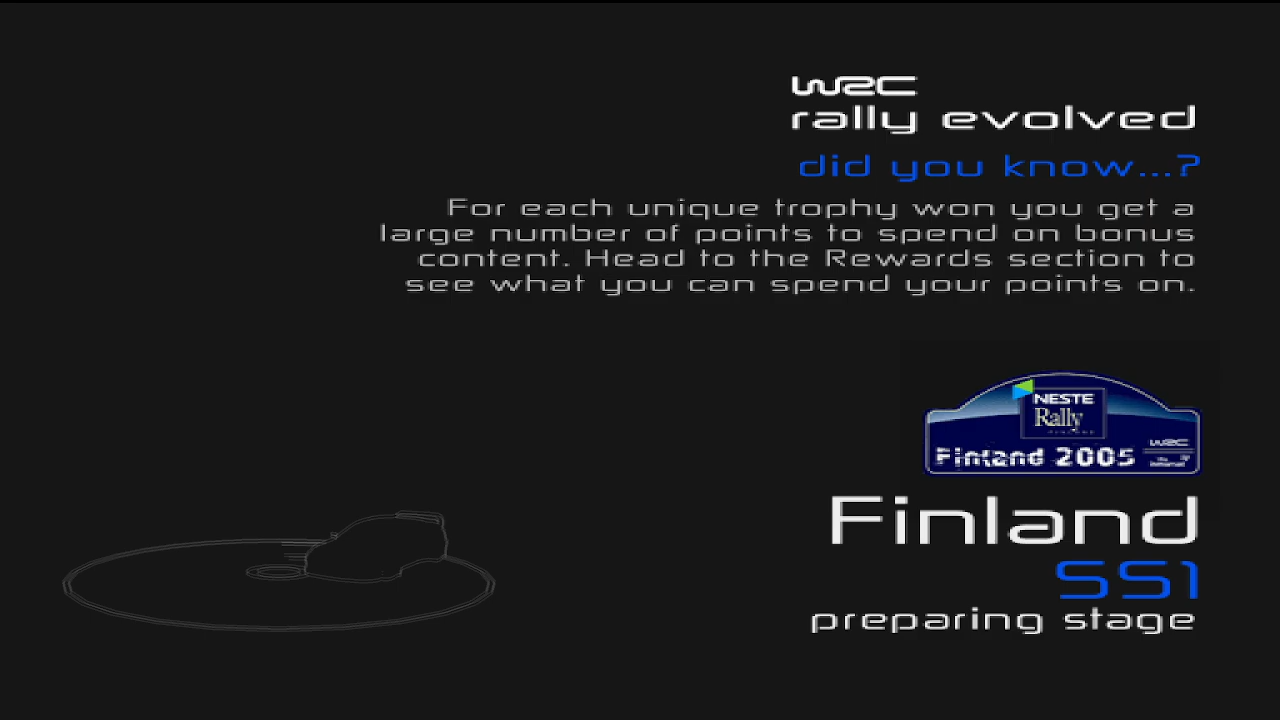 WRC
rally evolved
did you know...?
For each unique trophy won you get a
large number of points to spend on bonus
content. Head to the Rewards section to
see what you can spend your points on.
NESTE
Rally
Finland 2005
WRC
Finland
SS1
preparing stage